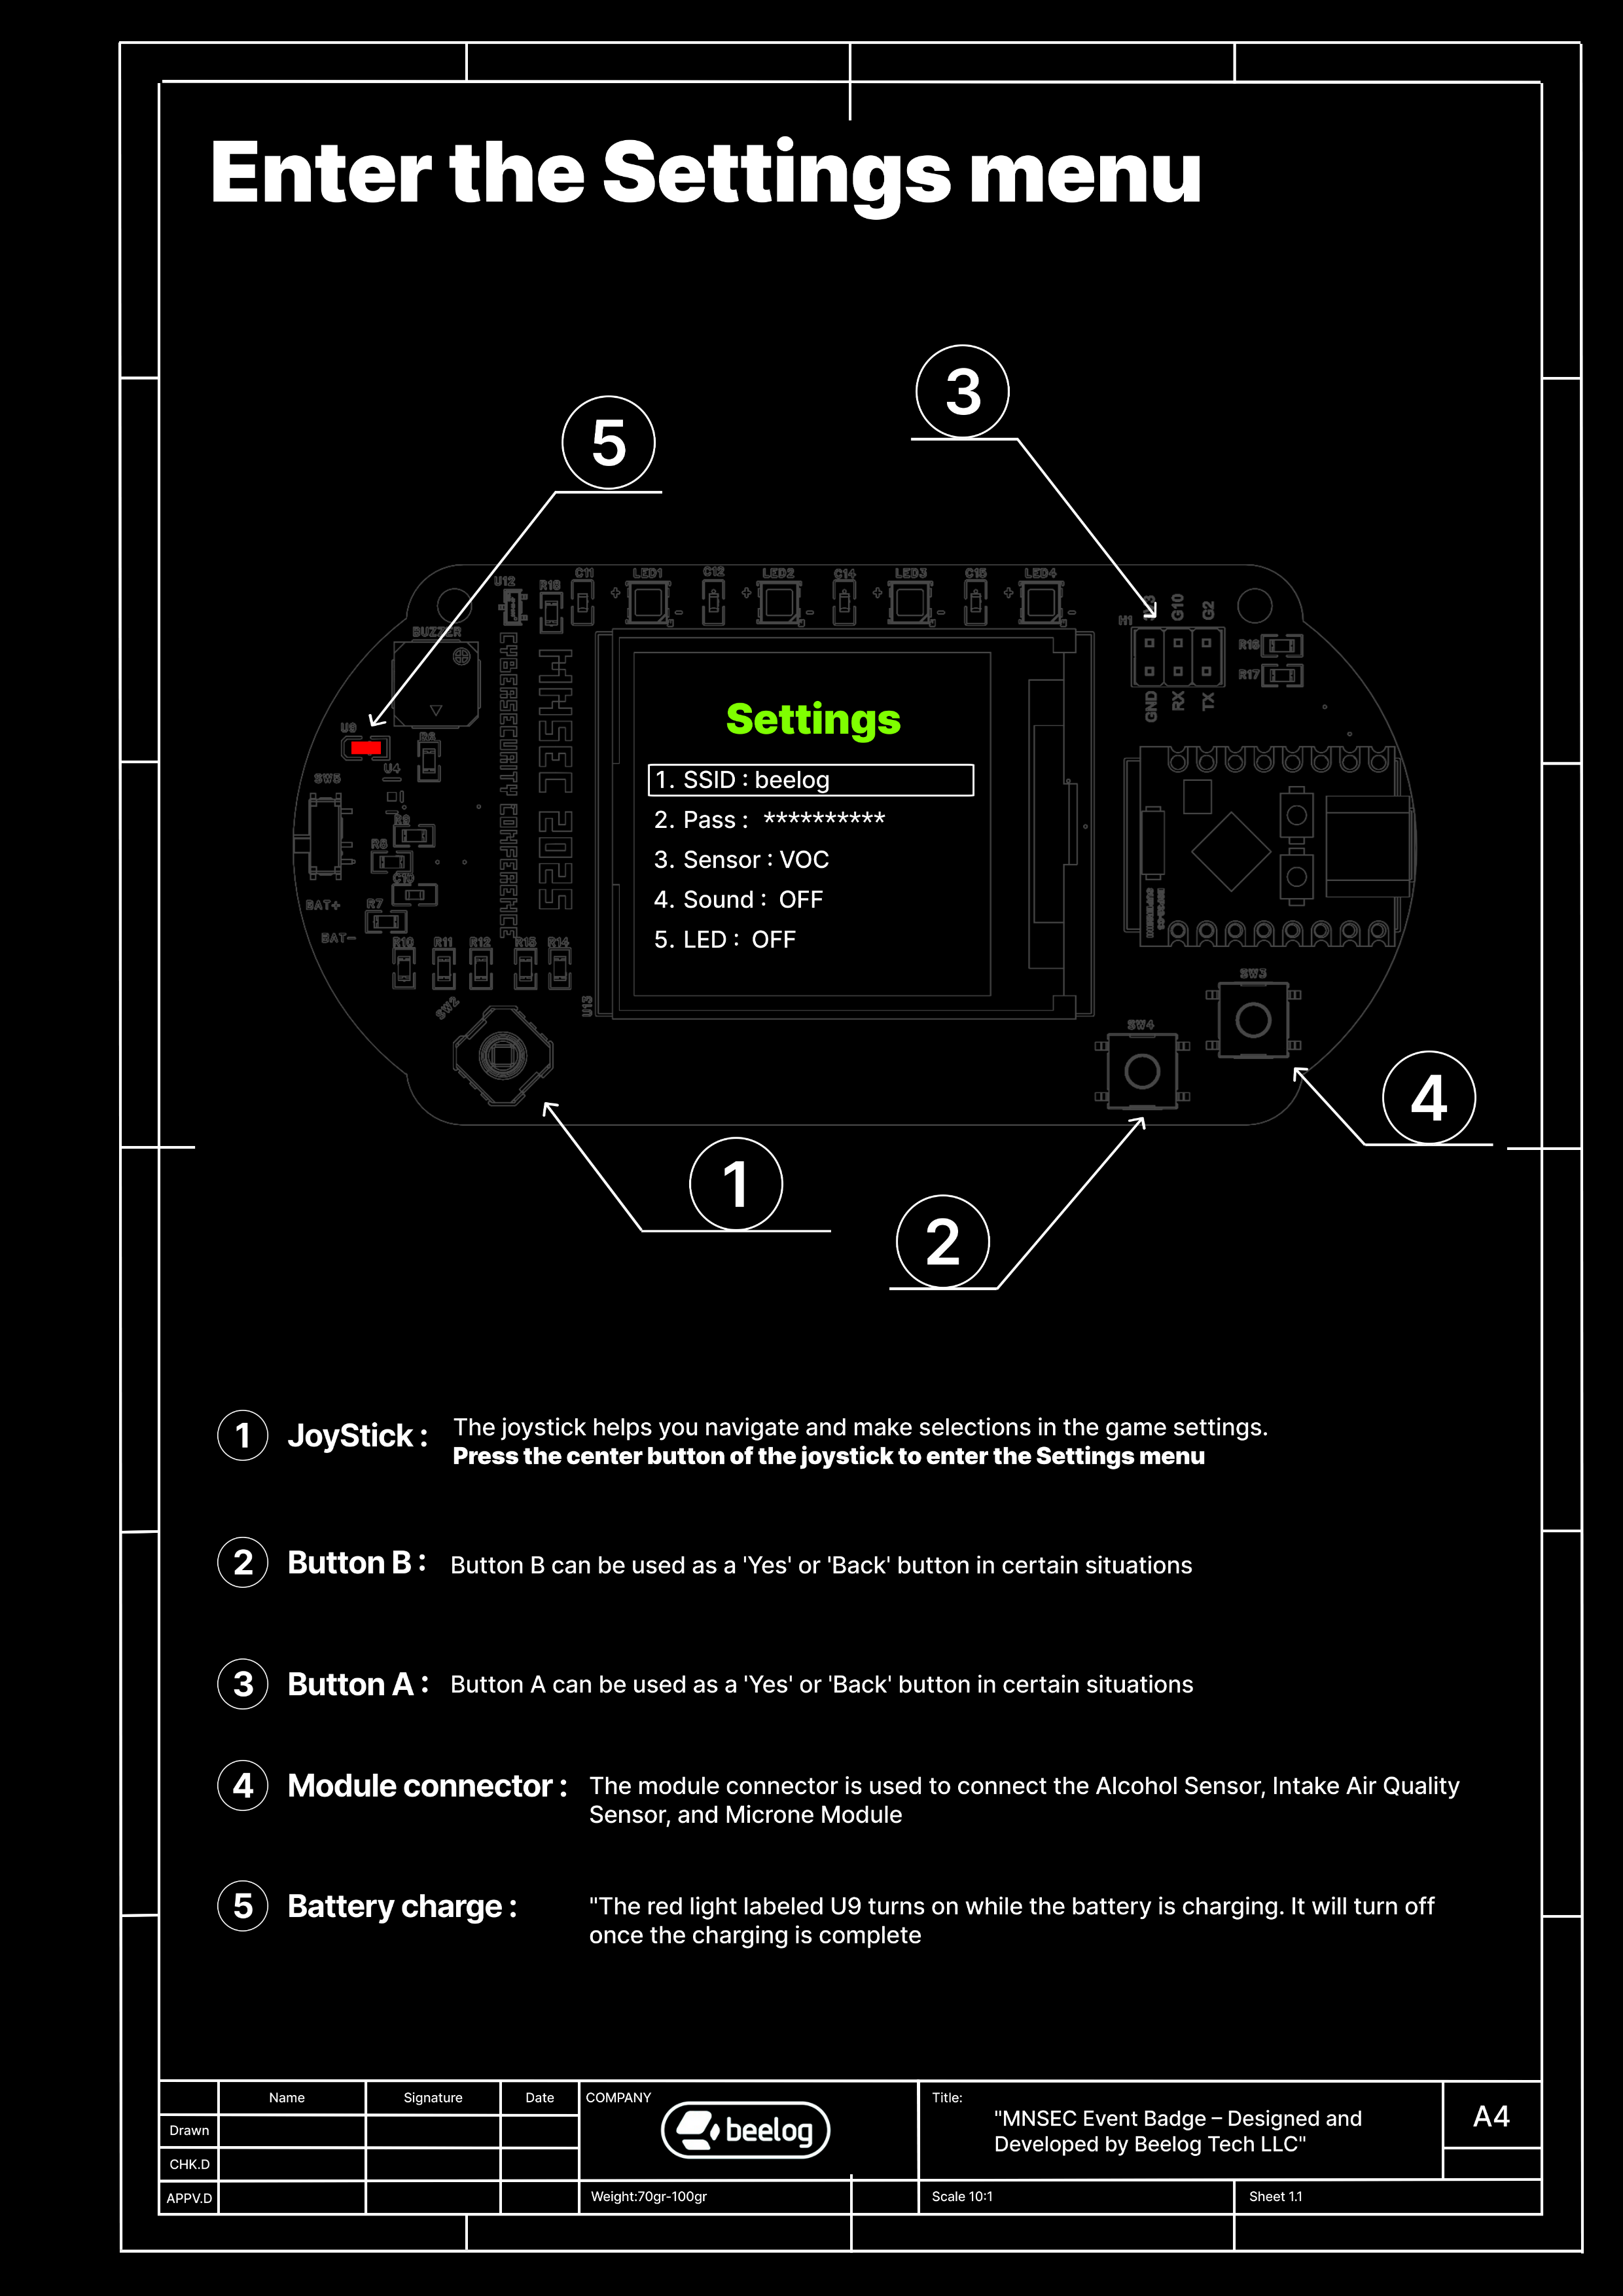 Enter the Settings menu
5
3
U12
R18
C11
LED1
C12
LED2
C14
LED3
C15
LED4
G10
G2
H1
R16
R17
GND
RX
TX
BUZZER
CYBERSECURITY CONFERENCE
MNSEC 2025
U9
R6
U4
SW5
R9
R8
R7
BAT+
BAT-
R10
R11
R12
R15
R14
SW2
U13
Settings
1. SSID : beelog
2. Pass : **********
3. Sensor : VOC
4. Sound : OFF
5. LED : OFF
SW3
SW4
4
1
2
1 JoyStick : The joystick helps you navigate and make selections in the game settings.
Press the center button of the joystick to enter the Settings menu
2 Button B : Button B can be used as a 'Yes' or 'Back' button in certain situations
3 Button A : Button A can be used as a 'Yes' or 'Back' button in certain situations
4 Module connector : The module connector is used to connect the Alcohol Sensor, Intake Air Quality
Sensor, and Microne Module
5 Battery charge : "The red light labeled U9 turns on while the battery is charging. It will turn off
once the charging is complete
Name Signature Date
Drawn
CHK.D
APPV.D
COMPANY
beelog
Weight:70gr-100gr
Title:
"MNSEC Event Badge – Designed and
Developed by Beelog Tech LLC"
A4
Scale 10:1
Sheet 1.1